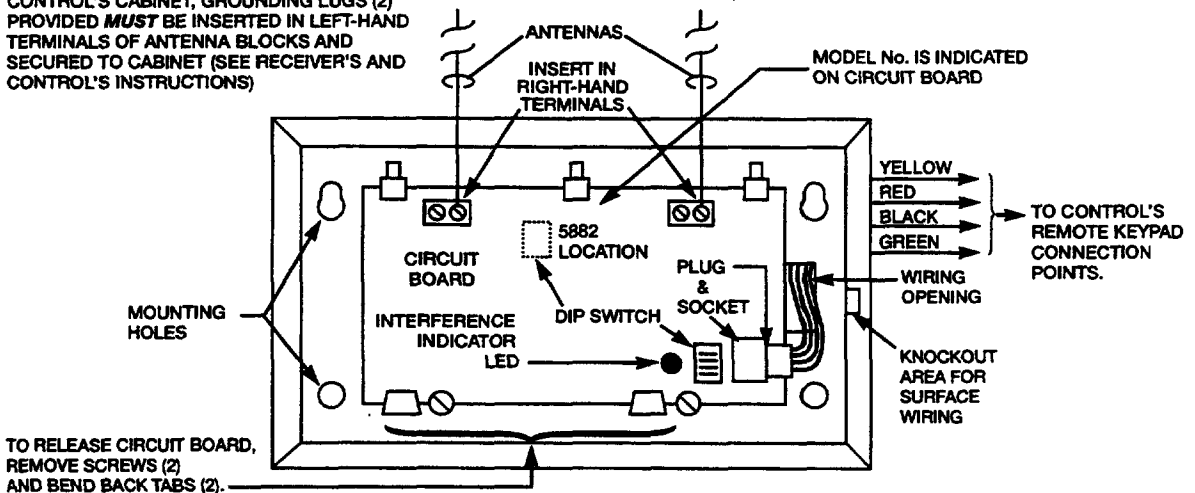 CONTROL'S CABINET, GROUNDING LUGS (2)
PROVIDED MUST BE INSERTED IN LEFT-HAND
TERMINALS OF ANTENNA BLOCKS AND
SECURED TO CABINET (SEE RECEIVER'S AND
CONTROL'S INSTRUCTIONS)
ANTENNAS
INSERT IN
RIGHT-HAND
TERMINALS
MODEL No. IS INDICATED
ON CIRCUIT BOARD
YELLOW
RED
BLACK
GREEN
TO CONTROL'S
REMOTE KEYPAD
CONNECTION
POINTS.
5882
LOCATION
CIRCUIT
BOARD
PLUG
&
SOCKET
WIRING
OPENING
MOUNTING
HOLES
DIP SWITCH
INTERFERENCE
INDICATOR
LED
KNOCKOUT
AREA FOR
SURFACE
WIRING
TO RELEASE CIRCUIT BOARD,
REMOVE SCREWS (2)
AND BEND BACK TABS (2).